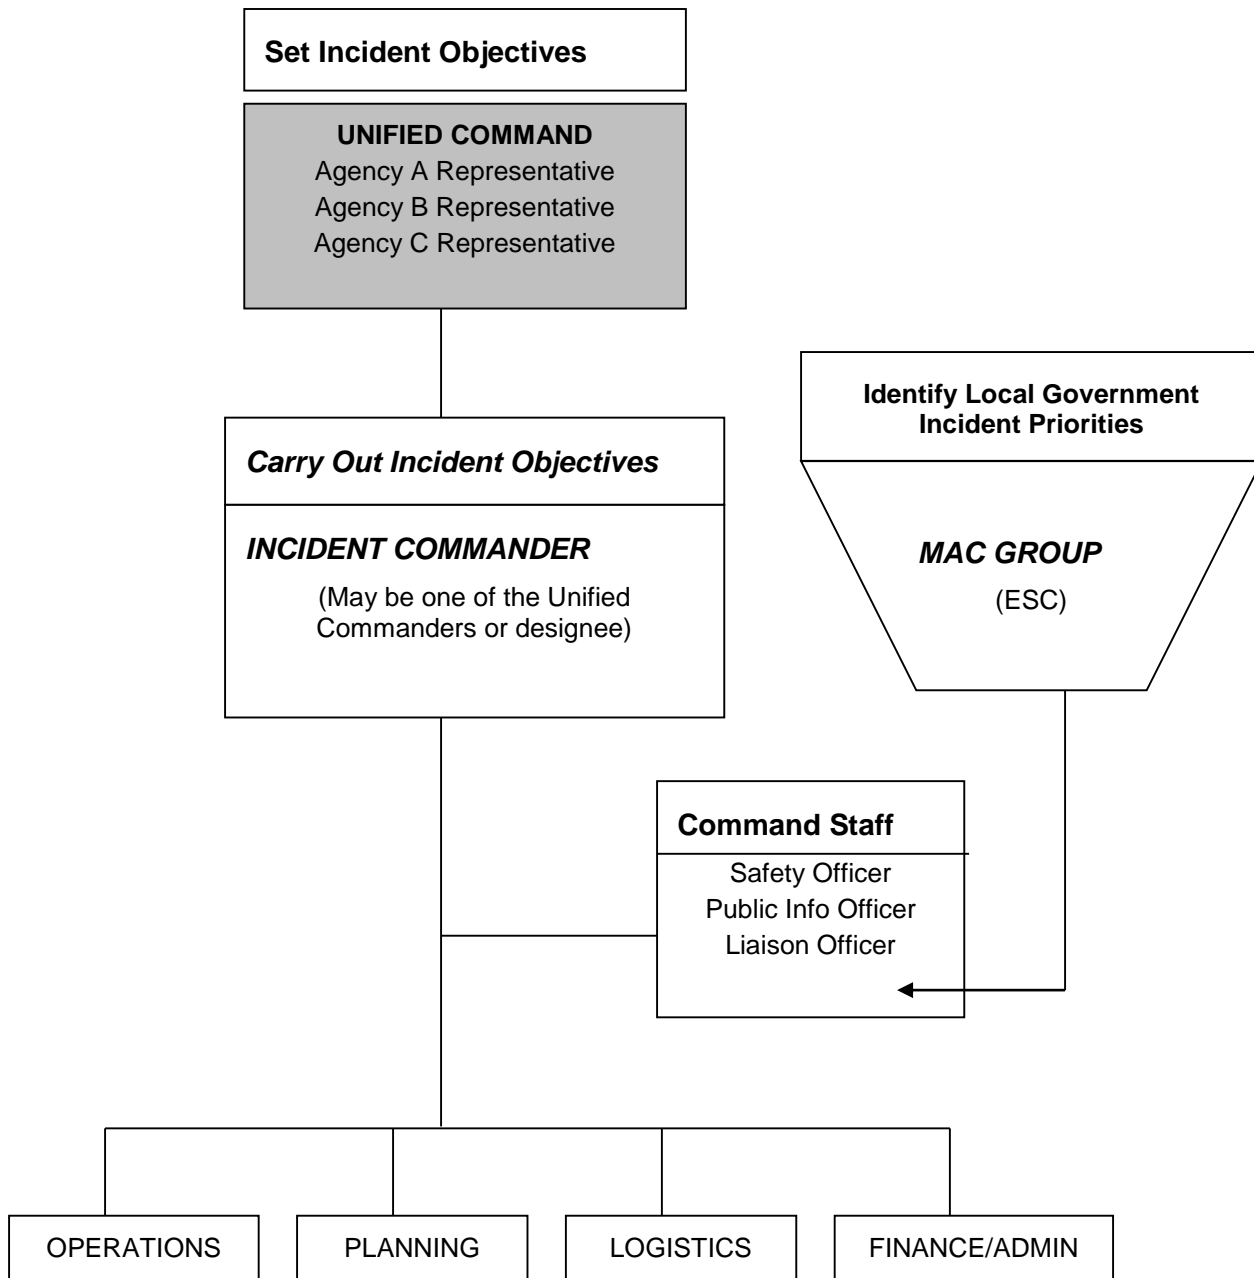 Set Incident Objectives
UNIFIED COMMAND
Agency A Representative
Agency B Representative
Agency C Representative
Identify Local Government
Incident Priorities
Carry Out Incident Objectives
INCIDENT COMMANDER
(May be one of the Unified
Commanders or designee)
MAC GROUP
(ESC)
Command Staff
Safety Officer
Public Info Officer
Liaison Officer
OPERATIONS
PLANNING
LOGISTICS
FINANCE/ADMIN